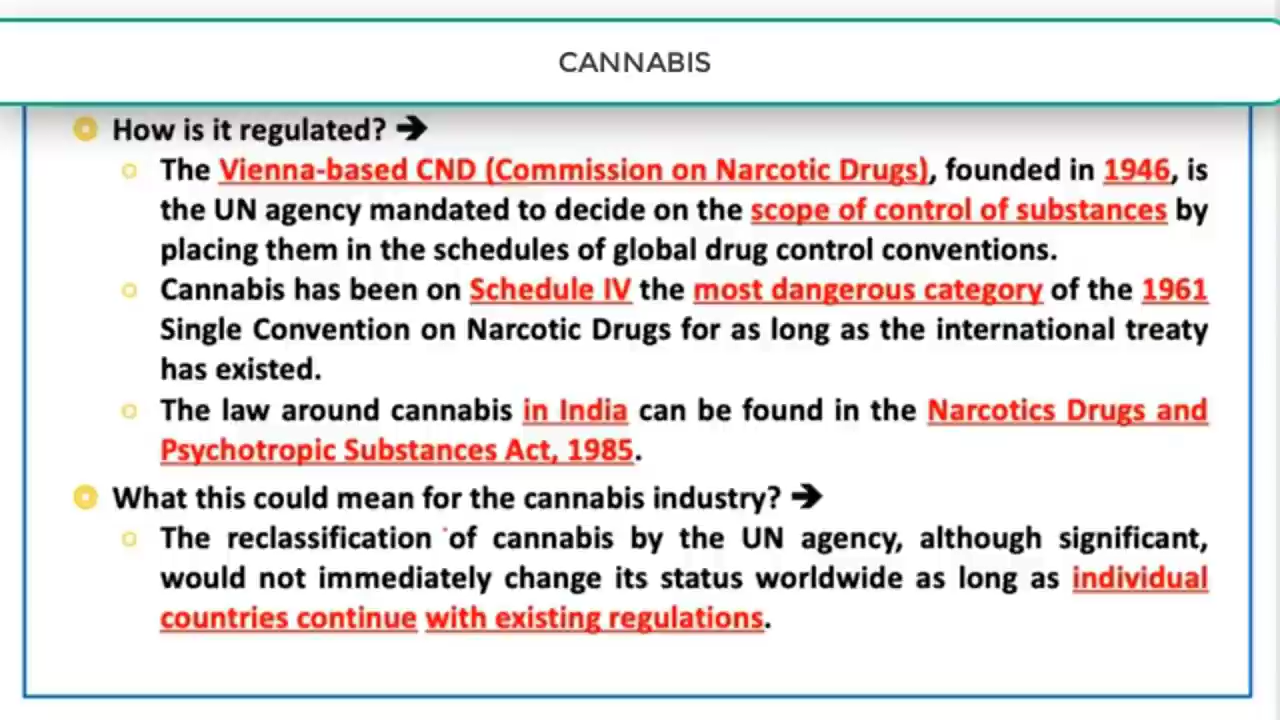 CANNABIS
How is it regulated? ➔
The Vienna-based CND (Commission on Narcotic Drugs), founded in 1946, is
the UN agency mandated to decide on the scope of control of substances by
placing them in the schedules of global drug control conventions.
Cannabis has been on Schedule IV the most dangerous category of the 1961
Single Convention on Narcotic Drugs for as long as the international treaty
has existed.
The law around cannabis in India can be found in the Narcotics Drugs and
Psychotropic Substances Act, 1985.
What this could mean for the cannabis industry? ➔
The reclassification of cannabis by the UN agency, although significant,
would not immediately change its status worldwide as long as individual
countries continue with existing regulations.